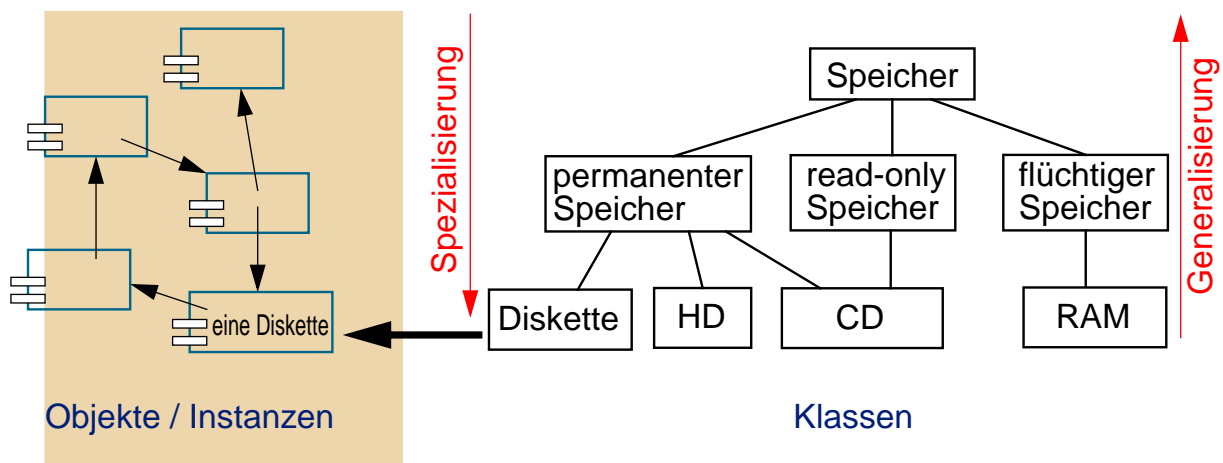 Spezialisierung
Generalisierung
Speicher
permanenter
Speicher
read-only
Speicher
flüchtiger
Speicher
eine Diskette
Diskette
HD
CD
RAM
Objekte / Instanzen
Klassen